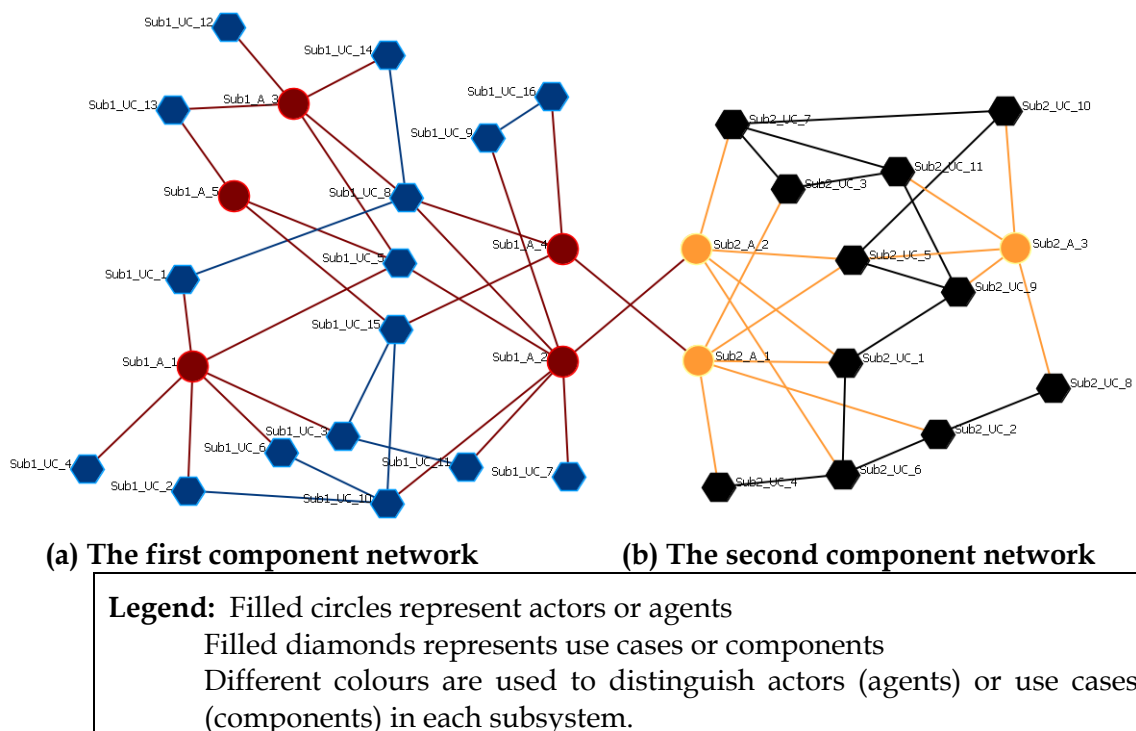 Sub1_UC_12
Sub1_UC_14
Sub1_A_3
Sub1_UC_16
Sub1_UC_13
Sub1_UC_9
Sub2_UC_10
Sub2_UC_7
Sub2_UC_11
Sub2_UC_3
Sub1_A_5
Sub1_UC_8
Sub1_A_4
Sub2_A_2
Sub2_A_3
Sub2_UC_5
Sub1_UC_5
Sub1_UC_1
Sub2_UC_9
Sub1_UC_15
Sub1_A_1
Sub1_A_2
Sub2_A_1
Sub2_UC_1
Sub2_UC_8
Sub1_UC_3
Sub2_UC_2
Sub1_UC_6
Sub1_UC_4
Sub1_UC_11
Sub1_UC_7
Sub2_UC_6
Sub1_UC_2
Sub2_UC_4
Sub1_UC_10
(a) The first component network
(b) The second component network
Legend: Filled circles represent actors or agents
Filled diamonds represents use cases or components
Different colours are used to distinguish actors (agents) or use cases
(components) in each subsystem.